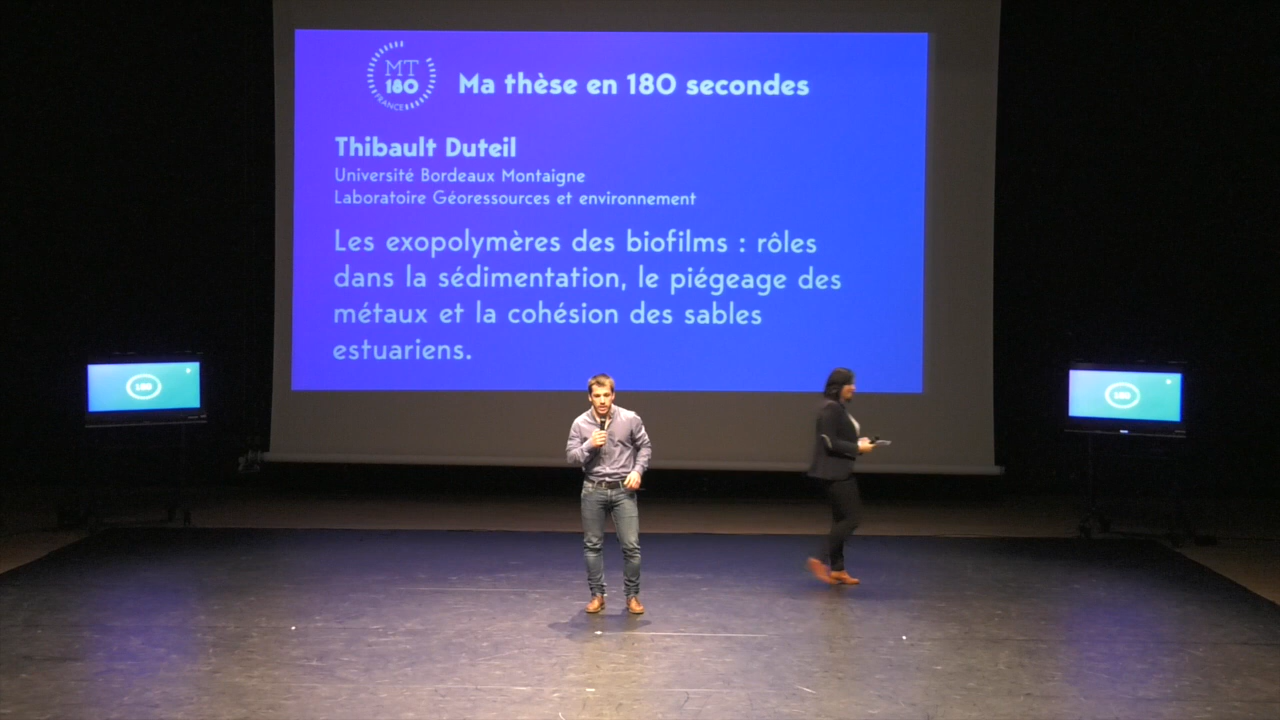 MT
180
FRANCE
Ma thèse en 180 secondes
Thibault Duteil
Université Bordeaux Montaigne
Laboratoire Géoressources et environnement
Les exopolymères des biofilms : rôles
dans la sédimentation, le piégeage des
métaux et la cohésion des sables
estuariens.
180
180